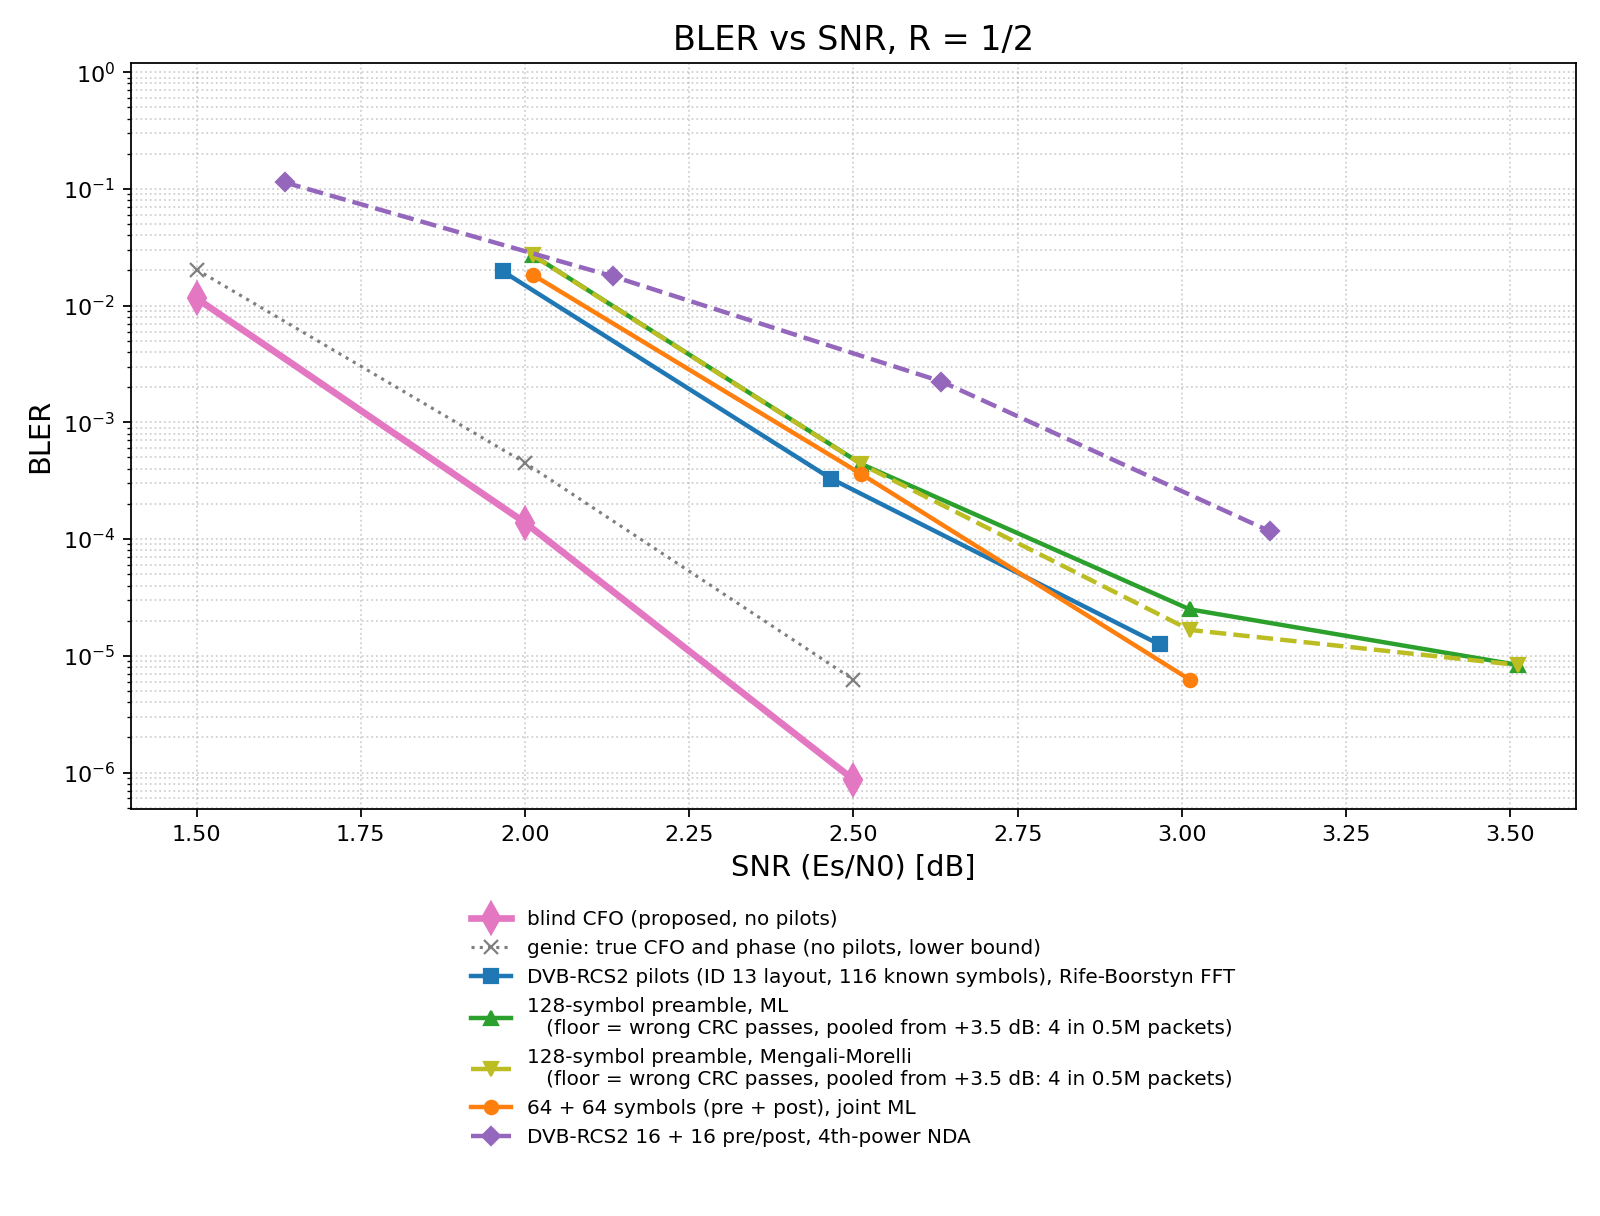 BLER vs SNR, R = 1/2
10⁰
10⁻¹
10⁻²
10⁻³
10⁻⁴
10⁻⁵
10⁻⁶
BLER
1.50 1.75 2.00 2.25 2.50 2.75 3.00 3.25 3.50
SNR (Es/N0) [dB]
blind CFO (proposed, no pilots)
genie: true CFO and phase (no pilots, lower bound)
DVB-RCS2 pilots (ID 13 layout, 116 known symbols), Rife-Boorstyn FFT
128-symbol preamble, ML
(floor = wrong CRC passes, pooled from +3.5 dB: 4 in 0.5M packets)
128-symbol preamble, Mengali-Morelli
(floor = wrong CRC passes, pooled from +3.5 dB: 4 in 0.5M packets)
64 + 64 symbols (pre + post), joint ML
DVB-RCS2 16 + 16 pre/post, 4th-power NDA